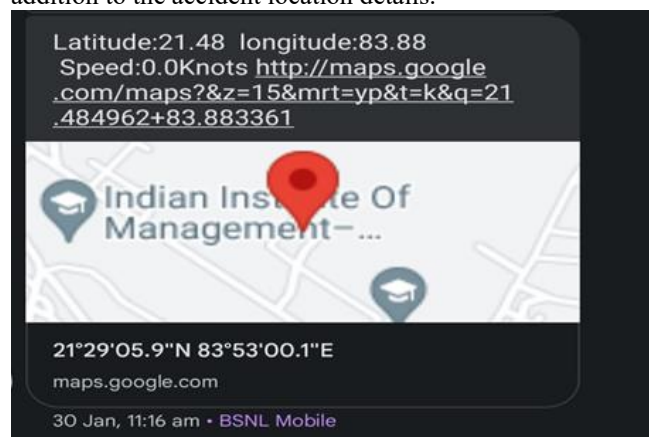 addition to the accident location details.
Latitude:21.48 longitude:83.88
Speed:0.0Knots http://maps.google
.com/maps?&z=15&mrt=yp&t=k&q=21
.484962+83.883361
Indian Ins te Of
Management-...
21°29'05.9"N 83°53'00.1"E
maps.google.com
30 Jan, 11:16 am • BSNL Mobile